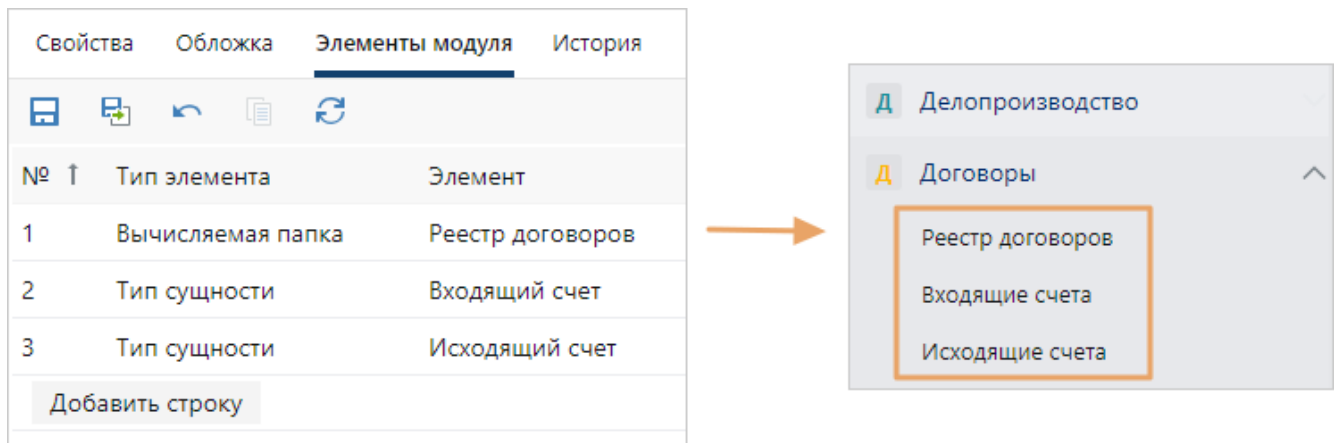 Свойства Обложка Элементы модуля История
№ ↑ Тип элемента Элемент
1 Вычисляемая папка Реестр договоров
2 Тип сущности Входящий счет
3 Тип сущности Исходящий счет
Добавить строку
Д Делопроизводство
Д Договоры
Реестр договоров
Входящие счета
Исходящие счета